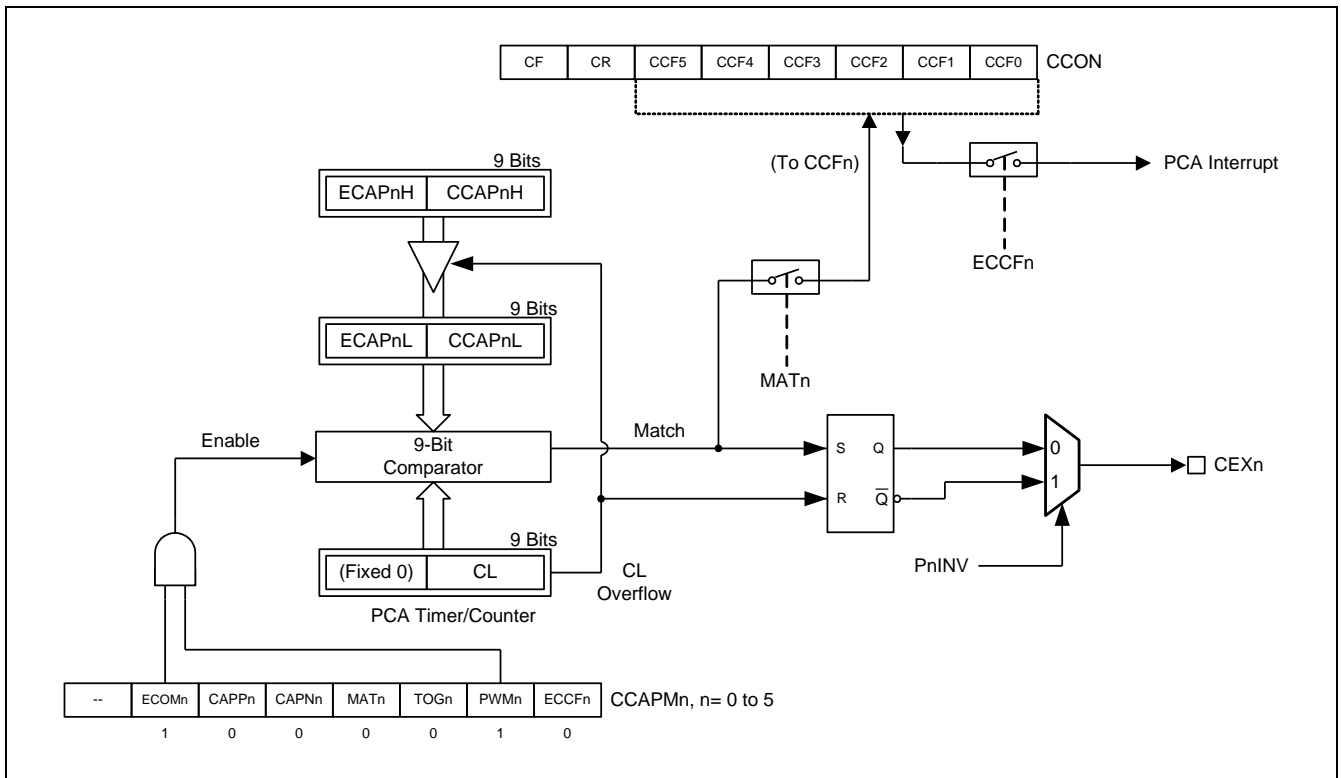 CF CR CCF5 CCF4 CCF3 CCF2 CCF1 CCF0 CCON
9 Bits
ECAPnH CCAPnH
(To CCFn)
PCA Interrupt
ECCFn
9 Bits
ECAPnL CCAPnL
MATn
Enable
9-Bit
Comparator
Match
S Q
R Q
0
1
CEXn
PnINV
9 Bits
(Fixed 0) CL
CL
Overflow
PCA Timer/Counter
-- ECOMn CAPPn CAPNn MATn TOGn PWMn ECCFn CCAPMn, n= 0 to 5
1 0 0 0 0 1 0